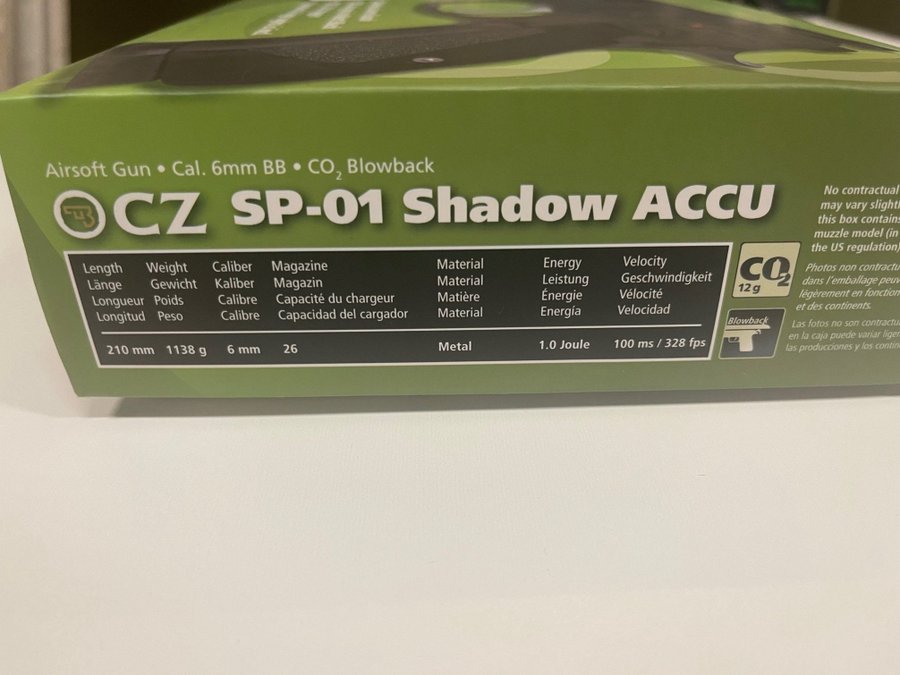 Airsoft Gun • Cal. 6mm BB • CO₂ Blowback
CZ SP-01 Shadow ACCU
Length Weight Caliber Magazine Material Energy Velocity
Länge Gewicht Kaliber Magazin Material Leistung Geschwindigkeit
Longueur Poids Calibre Capacité du chargeur Matière Énergie Vélocité
Longitud Peso Calibre Capacidad del cargador Material Energía Velocidad
210 mm 1138 g 6 mm 26 Metal 1.0 Joule 100 ms / 328 fps
CO₂
12 g
Blowback
No contractual
may vary slight
this box contains
muzzle model (in
the US regulation)
Photos non contractu
dans l'emballage peuv
légèrement en fonction
et des continents.
Las fotos no son contractu
en la caja puede variar liger
las producciones y los contin